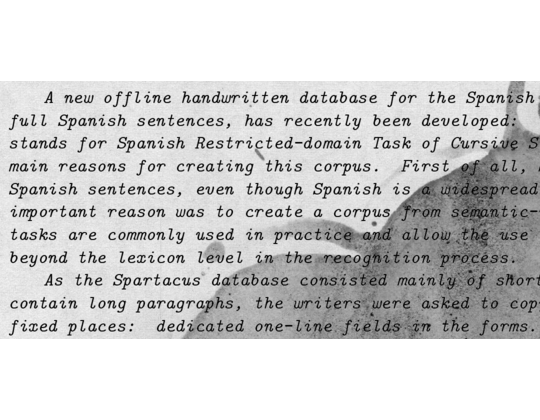 A new offline handwritten database for the Spanish
full Spanish sentences, has recently been developed:
stands for Spanish Restricted-domain Task of Cursive S
main reasons for creating this corpus. First of all,
Spanish sentences, even though Spanish is a widespread
important reason was to create a corpus from semantic-
tasks are commonly used in practice and allow the use
beyond the lexicon level in the recognition process.
As the Spartacus database consisted mainly of short
contain long paragraphs, the writers were asked to cop
fixed places: dedicated one-line fields in the forms.